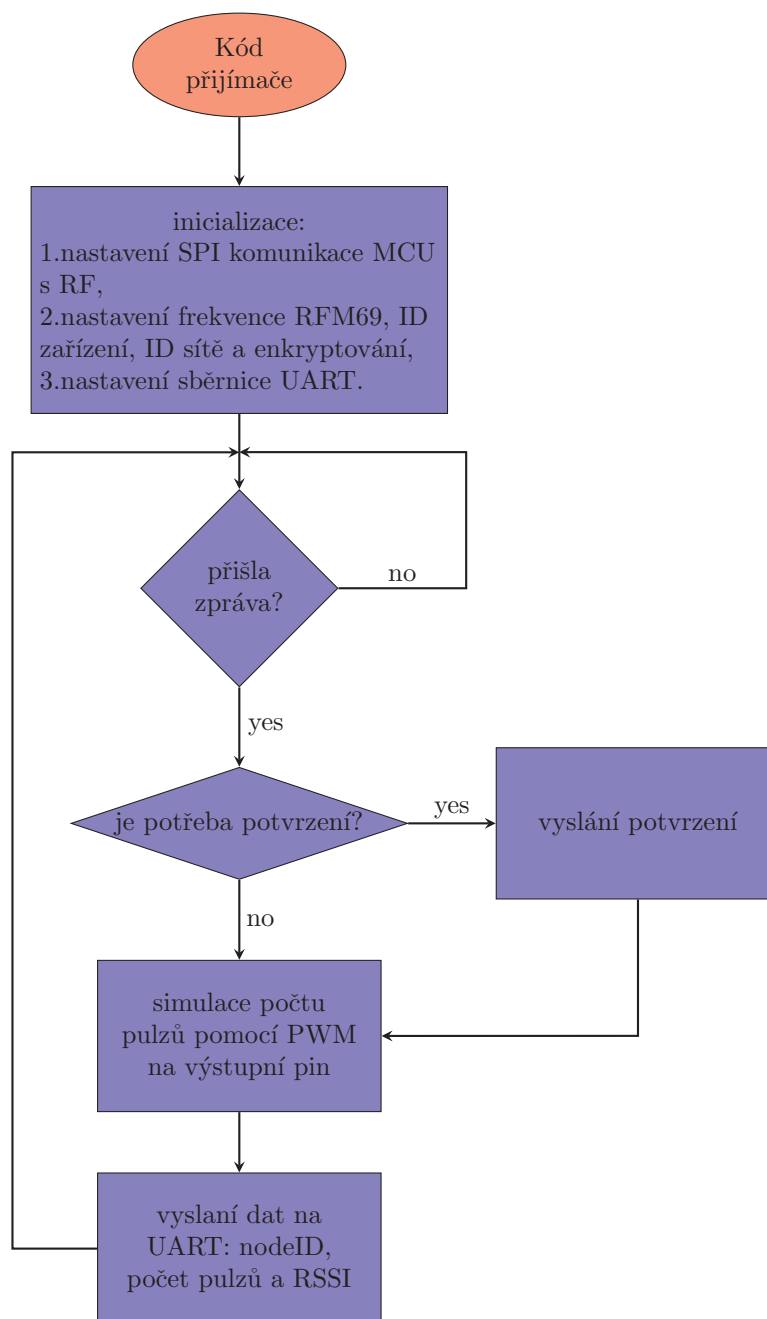 Kód
přijímače
inicializace:
1.nastavení SPI komunikace MCU
s RF,
2.nastavení frekvence RFM69, ID
zařízení, ID sítě a enkryptování,
3.nastavení sběrnice UART.
přišla
zpráva?
no
yes
je potřeba potvrzení?
yes
vyslání potvrzení
no
simulace počtu
pulzů pomocí PWM
na výstupní pin
vyslaní dat na
UART: nodeID,
počet pulzů a RSSI